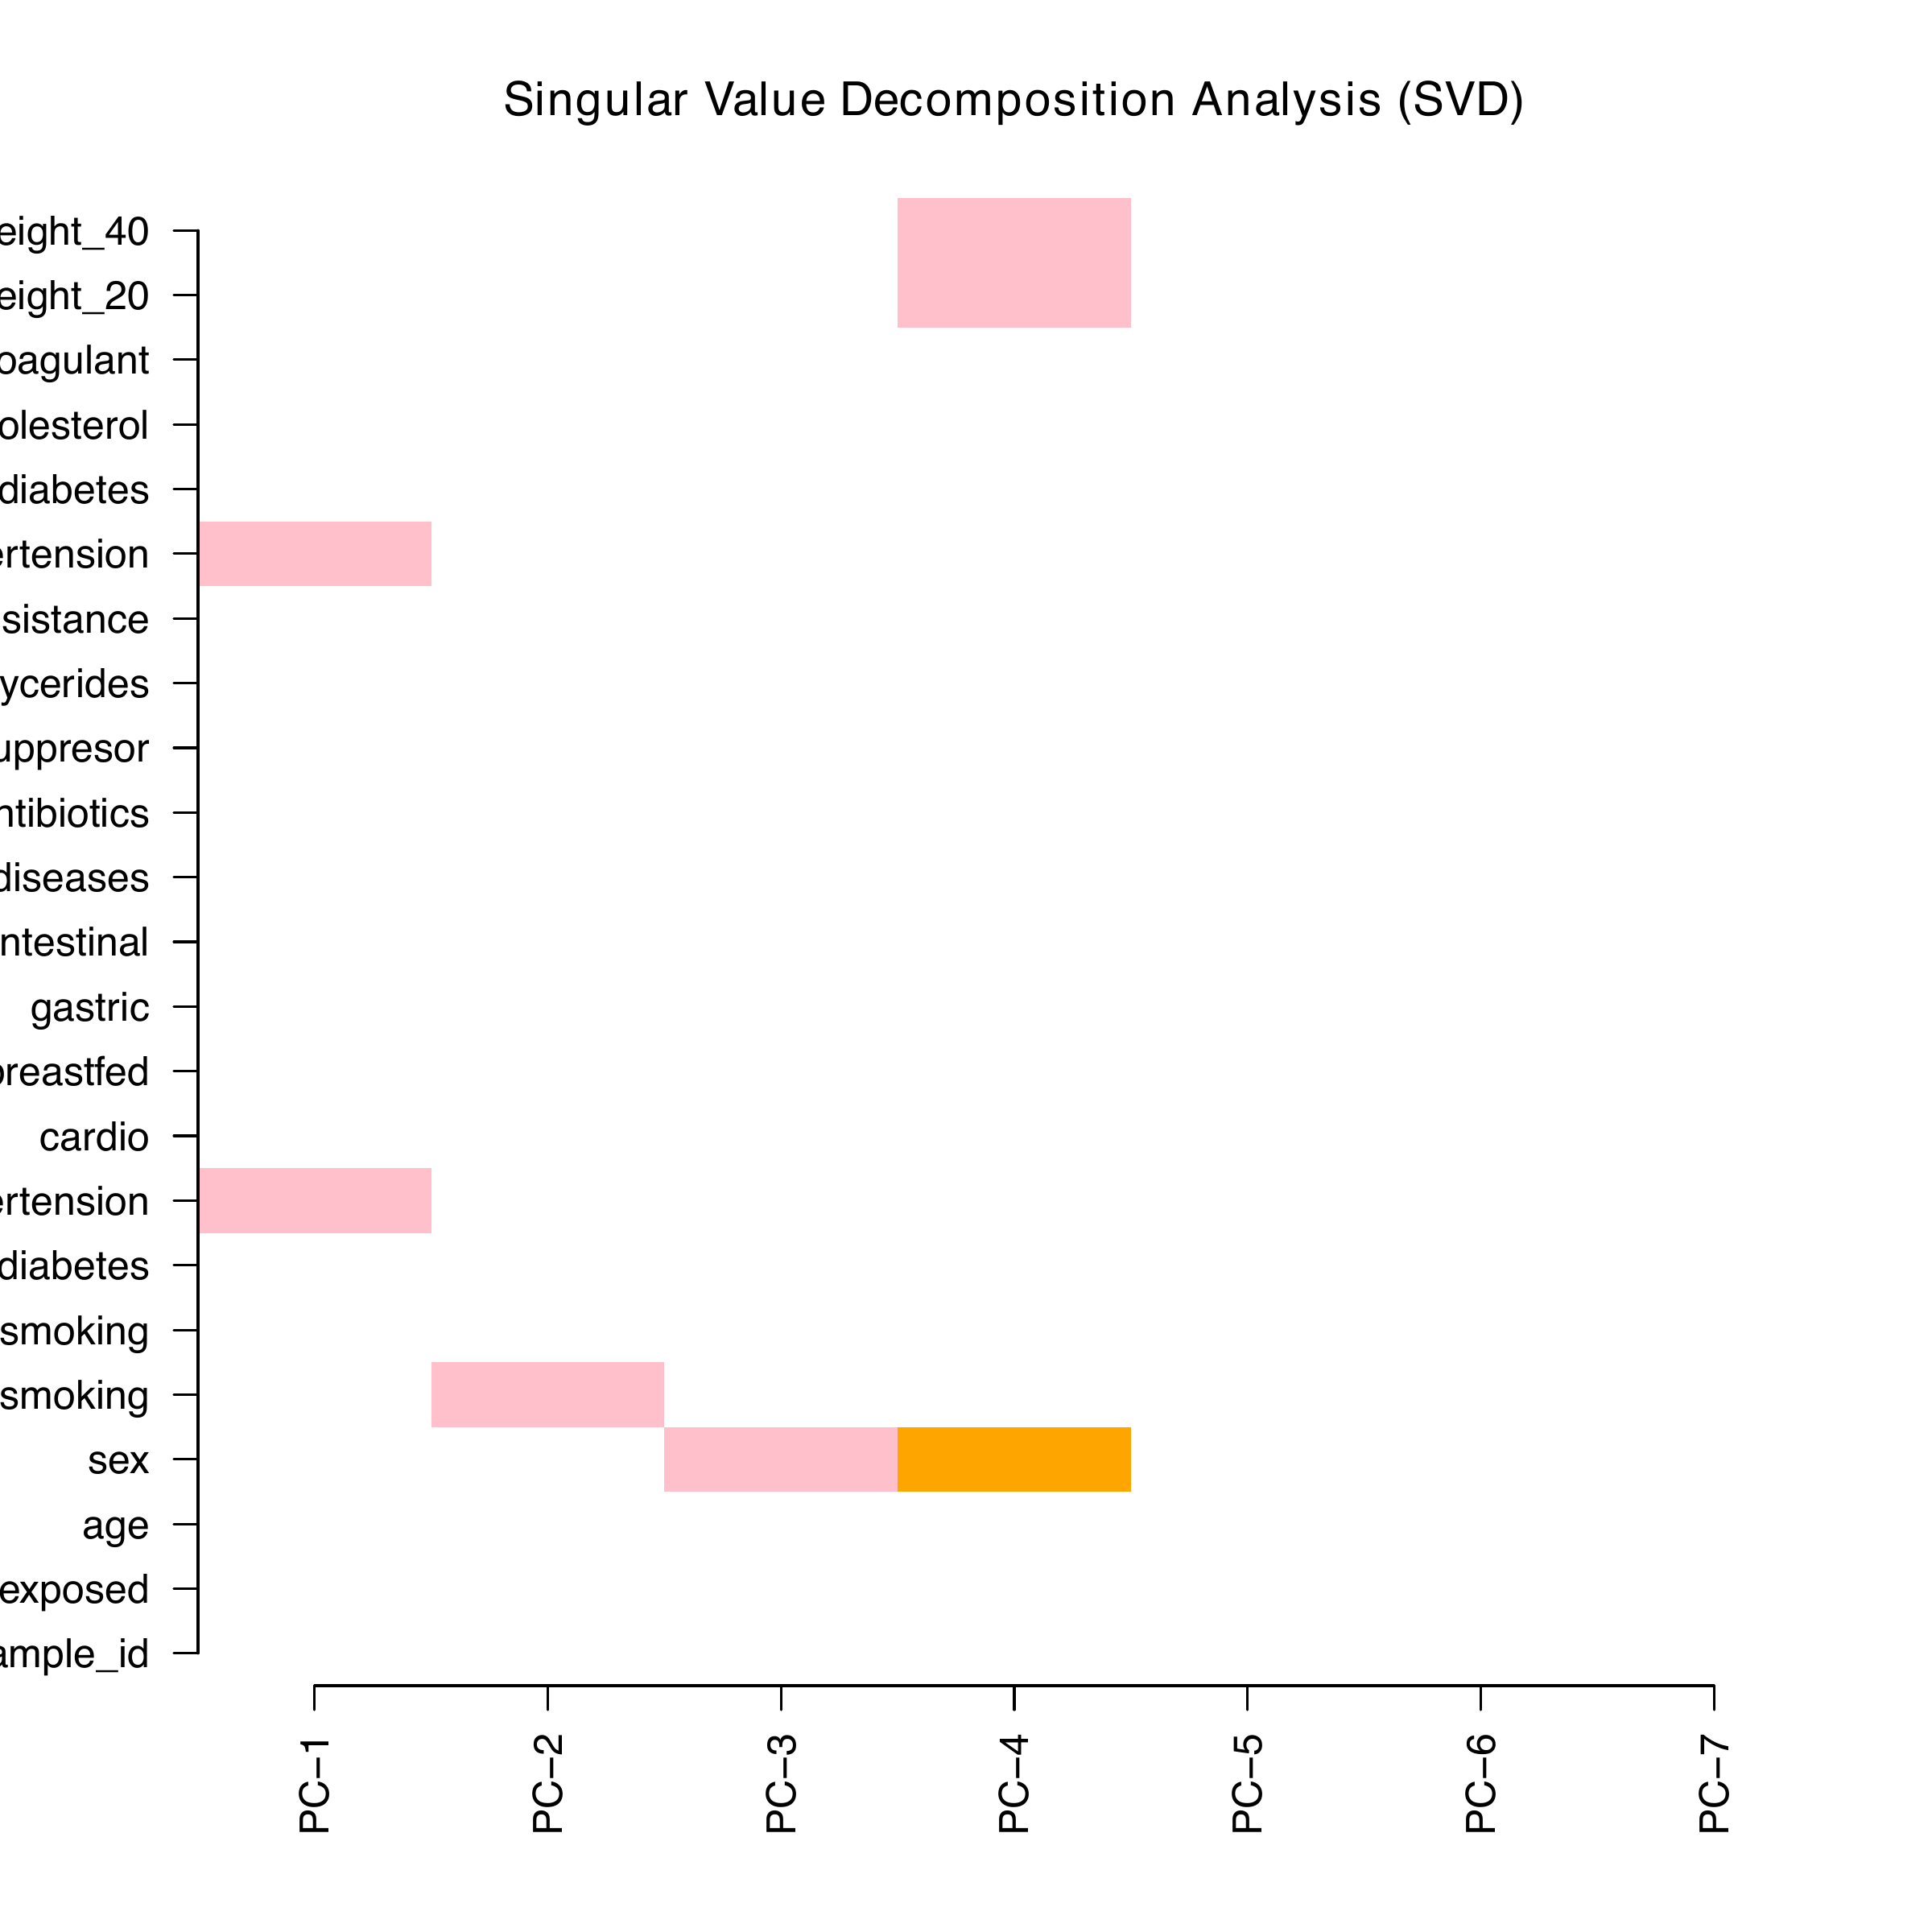 Singular Value Decomposition Analysis (SVD)
eight_40
eight_20
oagulant
olesterol
diabetes
ertension
sistance
ycerides
uppresor
ntibiotics
diseases
ntestinal
gastric
breastfed
cardio
ertension
diabetes
smoking
smoking
sex
age
exposed
ample_id
PC-1
PC-2
PC-3
PC-4
PC-5
PC-6
PC-7